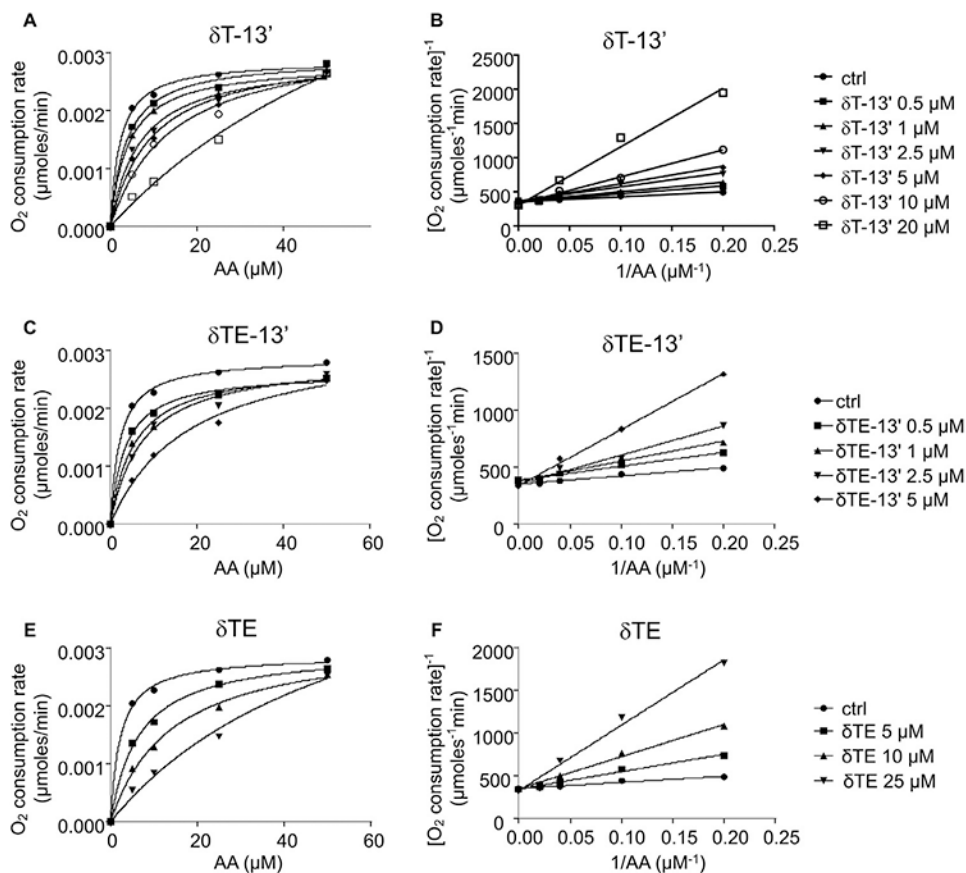 A
δT-13’
O2 consumption rate
(μmoles/min)
0.003
0.002
0.001
0.000
0 20 40 60
AA (μM)
B
δT-13’
[O2 consumption rate]-1
(μmoles-1min)
2500
2000
1500
1000
500
0
0.00 0.05 0.10 0.15 0.20 0.25
1/AA (μM-1)
ctrl
δT-13' 0.5 μM
δT-13' 1 μM
δT-13' 2.5 μM
δT-13' 5 μM
δT-13' 10 μM
δT-13' 20 μM
C
δTE-13’
O2 consumption rate
(μmoles/min)
0.003
0.002
0.001
0.000
0 20 40 60
AA (μM)
D
δTE-13’
[O2 consumption rate]-1
(μmoles-1min)
1500
1000
500
0
0.00 0.05 0.10 0.15 0.20 0.25
1/AA (μM-1)
ctrl
δTE-13' 0.5 μM
δTE-13' 1 μM
δTE-13' 2.5 μM
δTE-13' 5 μM
E
δTE
O2 consumption rate
(μmoles/min)
0.003
0.002
0.001
0.000
0 20 40 60
AA (μM)
F
δTE
[O2 consumption rate]-1
(μmoles-1min)
2000
1500
1000
500
0
0.00 0.05 0.10 0.15 0.20 0.25
1/AA (μM-1)
ctrl
δTE 5 μM
δTE 10 μM
δTE 25 μM